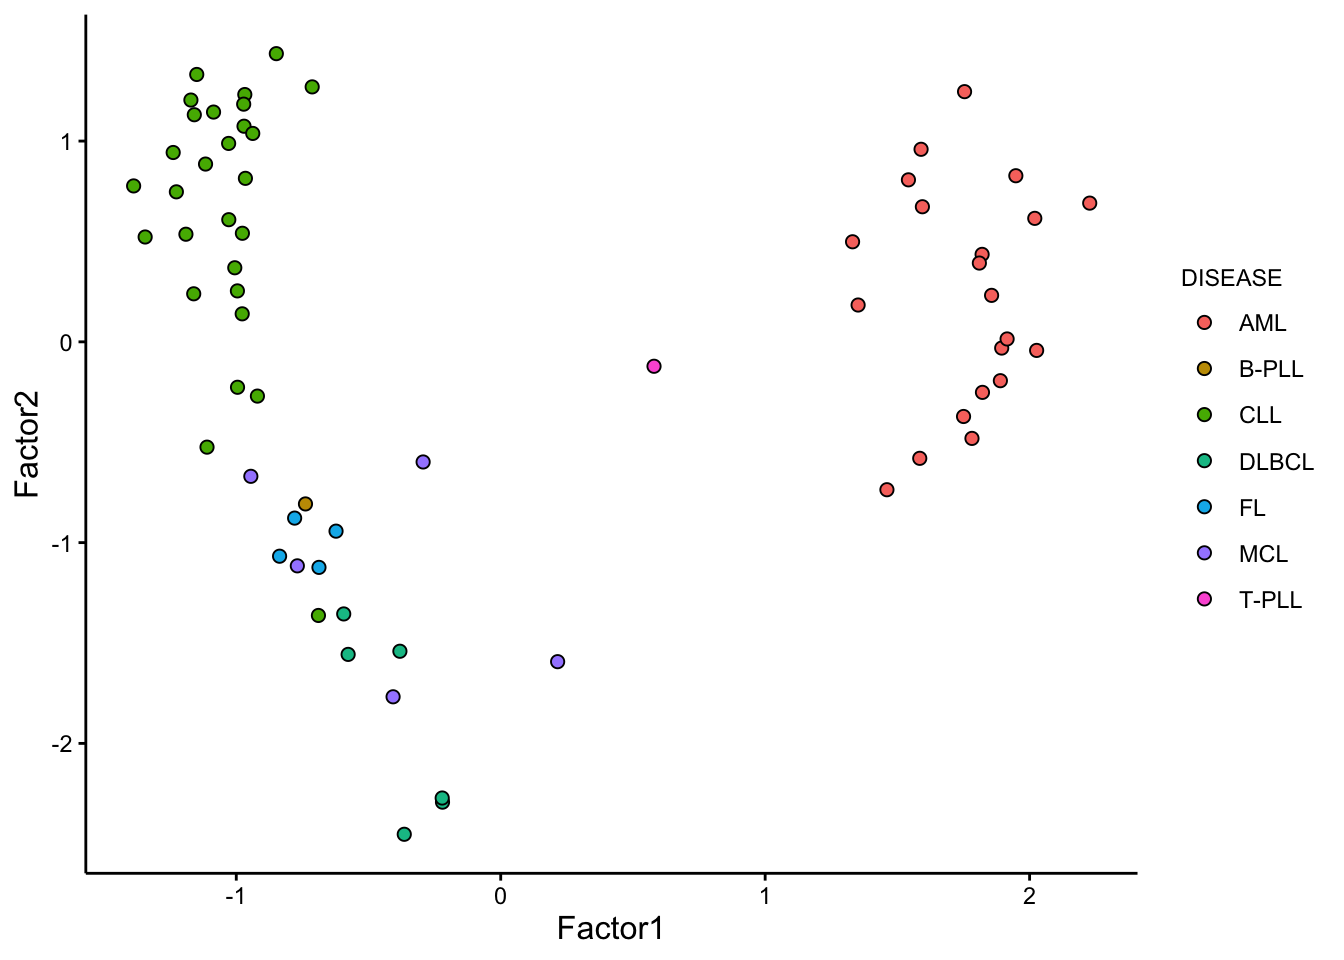 Factor2
1
0
-1
-2
-1
0
1
2
Factor1
DISEASE
AML
B-PLL
CLL
DLBCL
FL
MCL
T-PLL